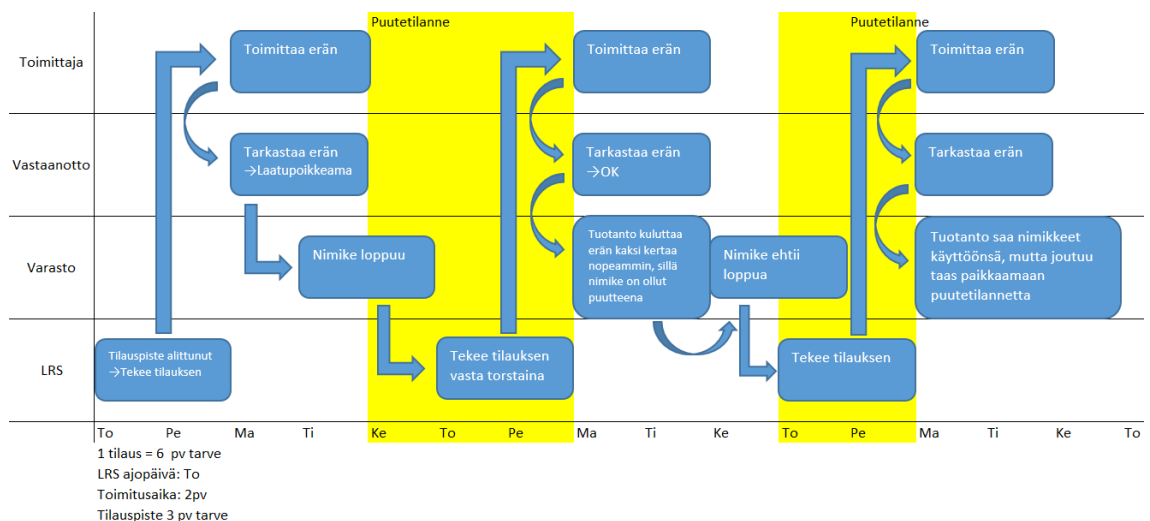 Puutetilanne
Puutetilanne
Toimittaja
Toimittaa erän
Toimittaa erän
Toimittaa erän
Vastaanotto
Tarkastaa erän
→Laatupoikkeama
Tarkastaa erän
→OK
Tarkastaa erän
Varasto
Nimike loppuu
Tuotanto kuluttaa
erän kaksi kertaa
nopeammin, sillä
nimike on ollut
puutteena
Nimike ehtii
loppua
Tuotanto saa nimikkeet
käyttöönsä, mutta joutuu
taas paikkaamaan
puutetilannetta
LRS
Tilauspiste alittunut
→Tekee tilauksen
Tekee tilauksen
vasta torstaina
Tekee tilauksen
To Pe Ma Ti Ke To Pe Ma Ti Ke To Pe Ma Ti Ke To
1 tilaus = 6 pv tarve
LRS ajopäivä: To
Toimitusaika: 2pv
Tilauspiste 3 pv tarve